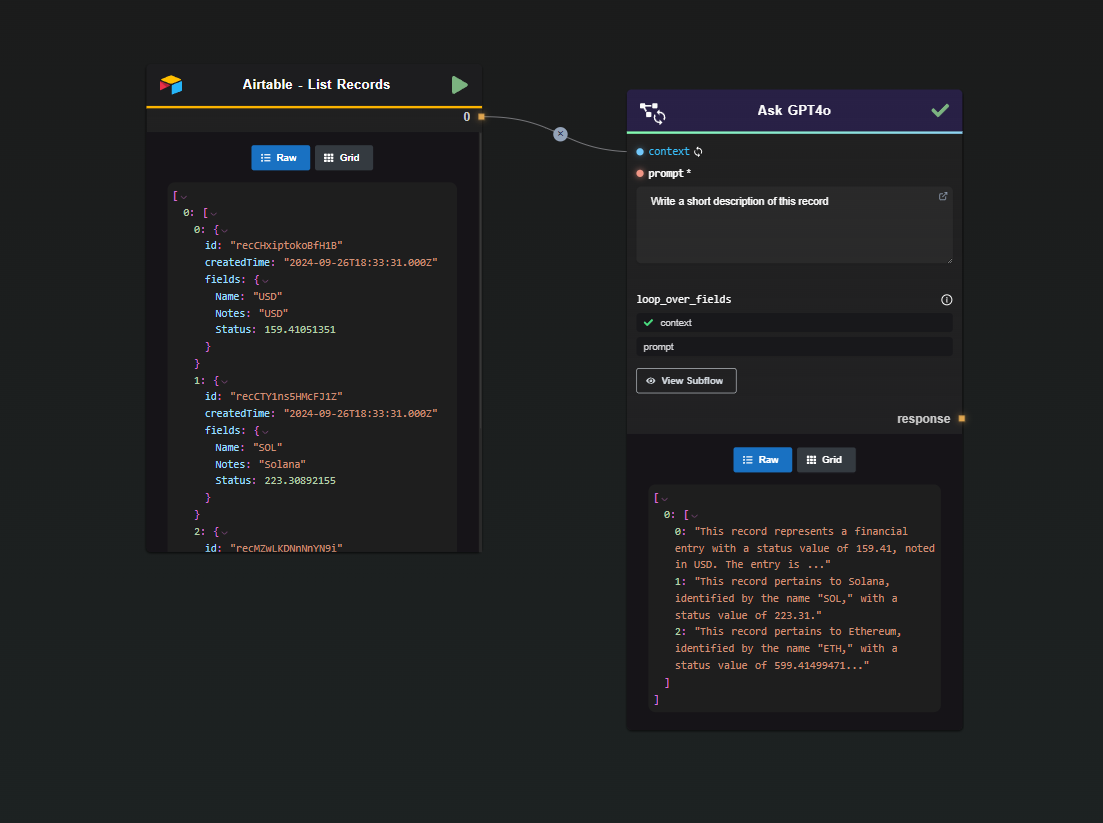 Airtable - List Records
0
Raw Grid
[
0: [
0: {
id: "recCHxiptokoBfH1B"
createdTime: "2024-09-26T18:33:31.000Z"
fields: {
Name: "USD"
Notes: "USD"
Status: 159.41051351
}
}
1: {
id: "recCTY1ns5HMcFJ1Z"
createdTime: "2024-09-26T18:33:31.000Z"
fields: {
Name: "SOL"
Notes: "Solana"
Status: 223.30892155
}
}
2: {
id: "recMZwLKDNnNnYN9i"
Ask GPT4o
context
prompt *
Write a short description of this record
loop_over_fields
context
prompt
View Subflow
response
Raw Grid
[
0: [
0: "This record represents a financial
entry with a status value of 159.41, noted
in USD. The entry is ..."
1: "This record pertains to Solana,
identified by the name "SOL," with a
status value of 223.31."
2: "This record pertains to Ethereum,
identified by the name "ETH," with a
status value of 599.41499471..."
]
]